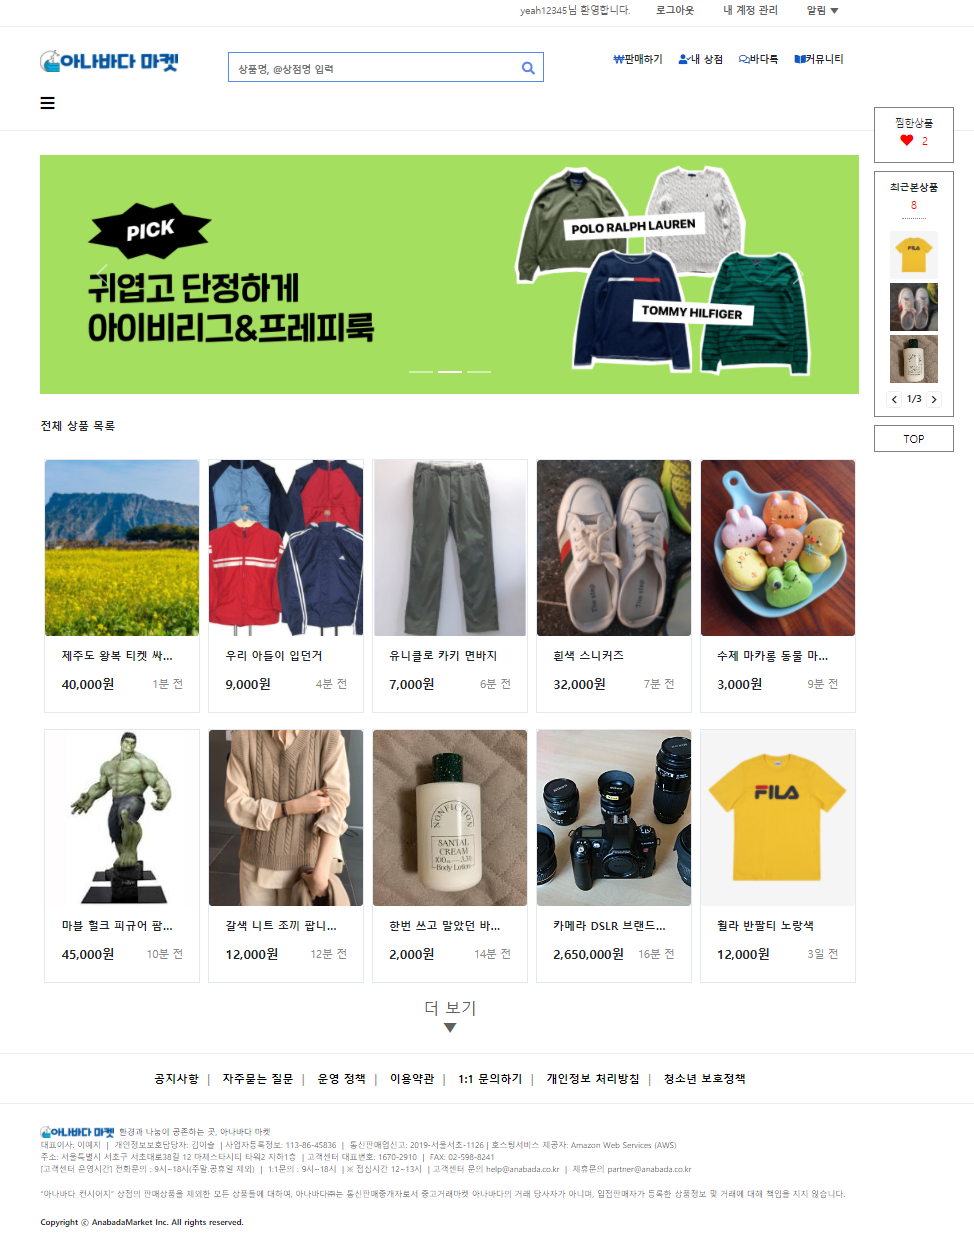 yeah12345님 환영합니다. 로그아웃 내 계정 관리 알림 ▼
아나바다 마켓
상품명, @상점명 입력
₩판매하기 내 상점 바다톡 커뮤니티
찜한상품
2
최근본상품
8
1/3
TOP
PICK
귀엽고 단정하게
아이비리그&프레피룩
POLO RALPH LAUREN
TOMMY HILFIGER
전체 상품 목록
제주도 왕복 티켓 싸...
40,000원 1분 전
우리 아들이 입던거
9,000원 4분 전
유니클로 카키 면바지
7,000원 6분 전
흰색 스니커즈
32,000원 7분 전
수제 마카롱 동물 마...
3,000원 9분 전
마블 헐크 피규어 팜...
45,000원 10분 전
갈색 니트 조끼 팝니...
12,000원 12분 전
NONFICTION
SANTAL
CREAM
Body Lotion
한번 쓰고 말았던 바...
2,000원 14분 전
카메라 DSLR 브랜드...
2,650,000원 16분 전
FILA
휠라 반팔티 노랑색
12,000원 3일 전
더 보기
▼
공지사항 | 자주묻는 질문 | 운영 정책 | 이용약관 | 1:1 문의하기 | 개인정보 처리방침 | 청소년 보호정책
아나바다 마켓 환경과 나눔이 공존하는 곳, 아나바다 마켓
대표이사: 이예지 | 개인정보보호담당자: 김이슬 | 사업자등록정보: 113-86-45836 | 통신판매업신고: 2019-서울서초-1126 | 호스팅서비스 제공자: Amazon Web Services (AWS)
주소: 서울특별시 서초구 서초대로38길 12 마제스타시티 타워2 지하1층 | 고객센터 대표번호: 1670-2910 | FAX: 02-598-8241
[고객센터 운영시간] 전화문의 : 9시~18시(주말,공휴일 제외) | 1:1문의 : 9시~18시 | ※ 점심시간 12~13시 | 고객센터 문의 help@anabada.co.kr | 제휴문의 partner@anabada.co.kr
"아나바다 컨시어지" 상점의 판매상품을 제외한 모든 상품들에 대하여, 아나바다㈜는 통신판매중개자로서 중고거래마켓 아나바다의 거래 당사자가 아니며, 입점판매자가 등록한 상품정보 및 거래에 대해 책임을 지지 않습니다.
Copyright ⓒ AnabadaMarket Inc. All rights reserved.